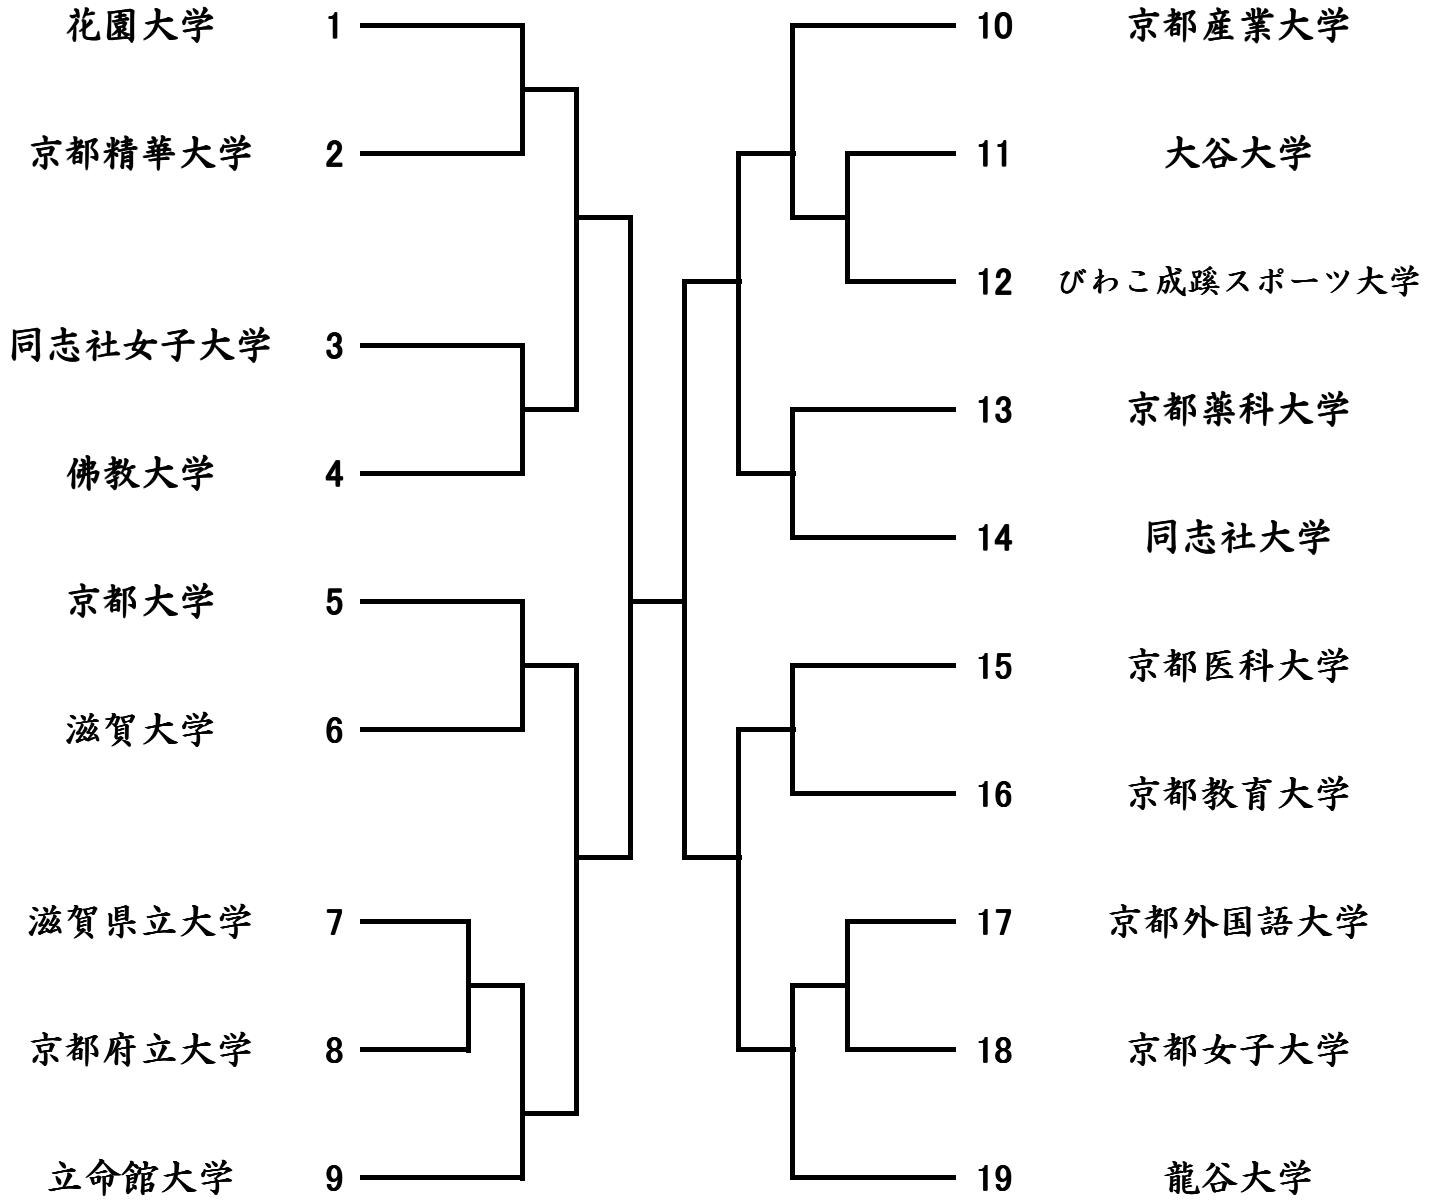 花園大学 1
京都精華大学 2
同志社女子大学 3
佛教大学 4
京都大学 5
滋賀大学 6
滋賀県立大学 7
京都府立大学 8
立命館大学 9
10 京都産業大学
11 大谷大学
12 びわこ成蹊スポーツ大学
13 京都薬科大学
14 同志社大学
15 京都医科大学
16 京都教育大学
17 京都外国語大学
18 京都女子大学
19 龍谷大学